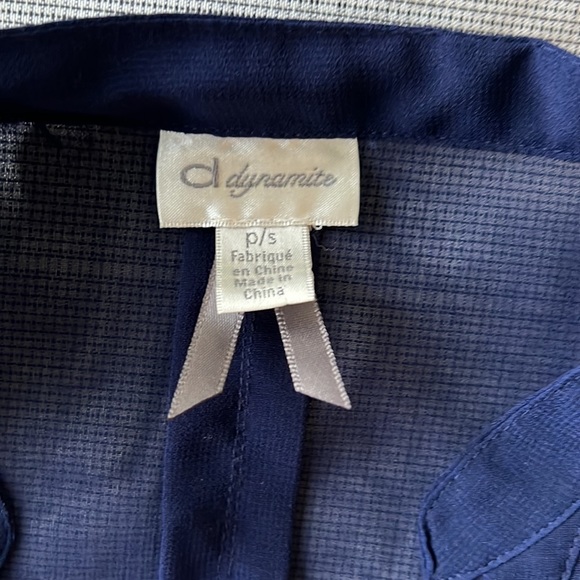 d dynamite
p/s
Fabriqué
en Chine
Made in
China